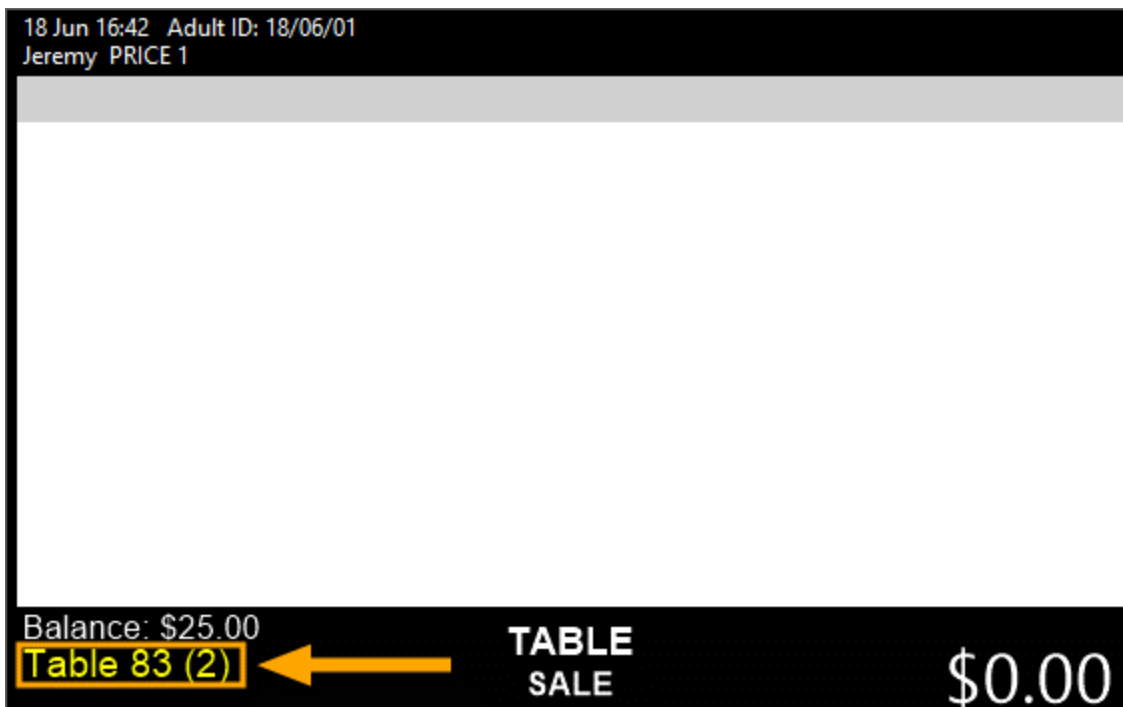 18 Jun 16:42 Adult ID: 18/06/01
Jeremy PRICE 1
Balance: $25.00
Table 83 (2)
TABLE
SALE
$0.00